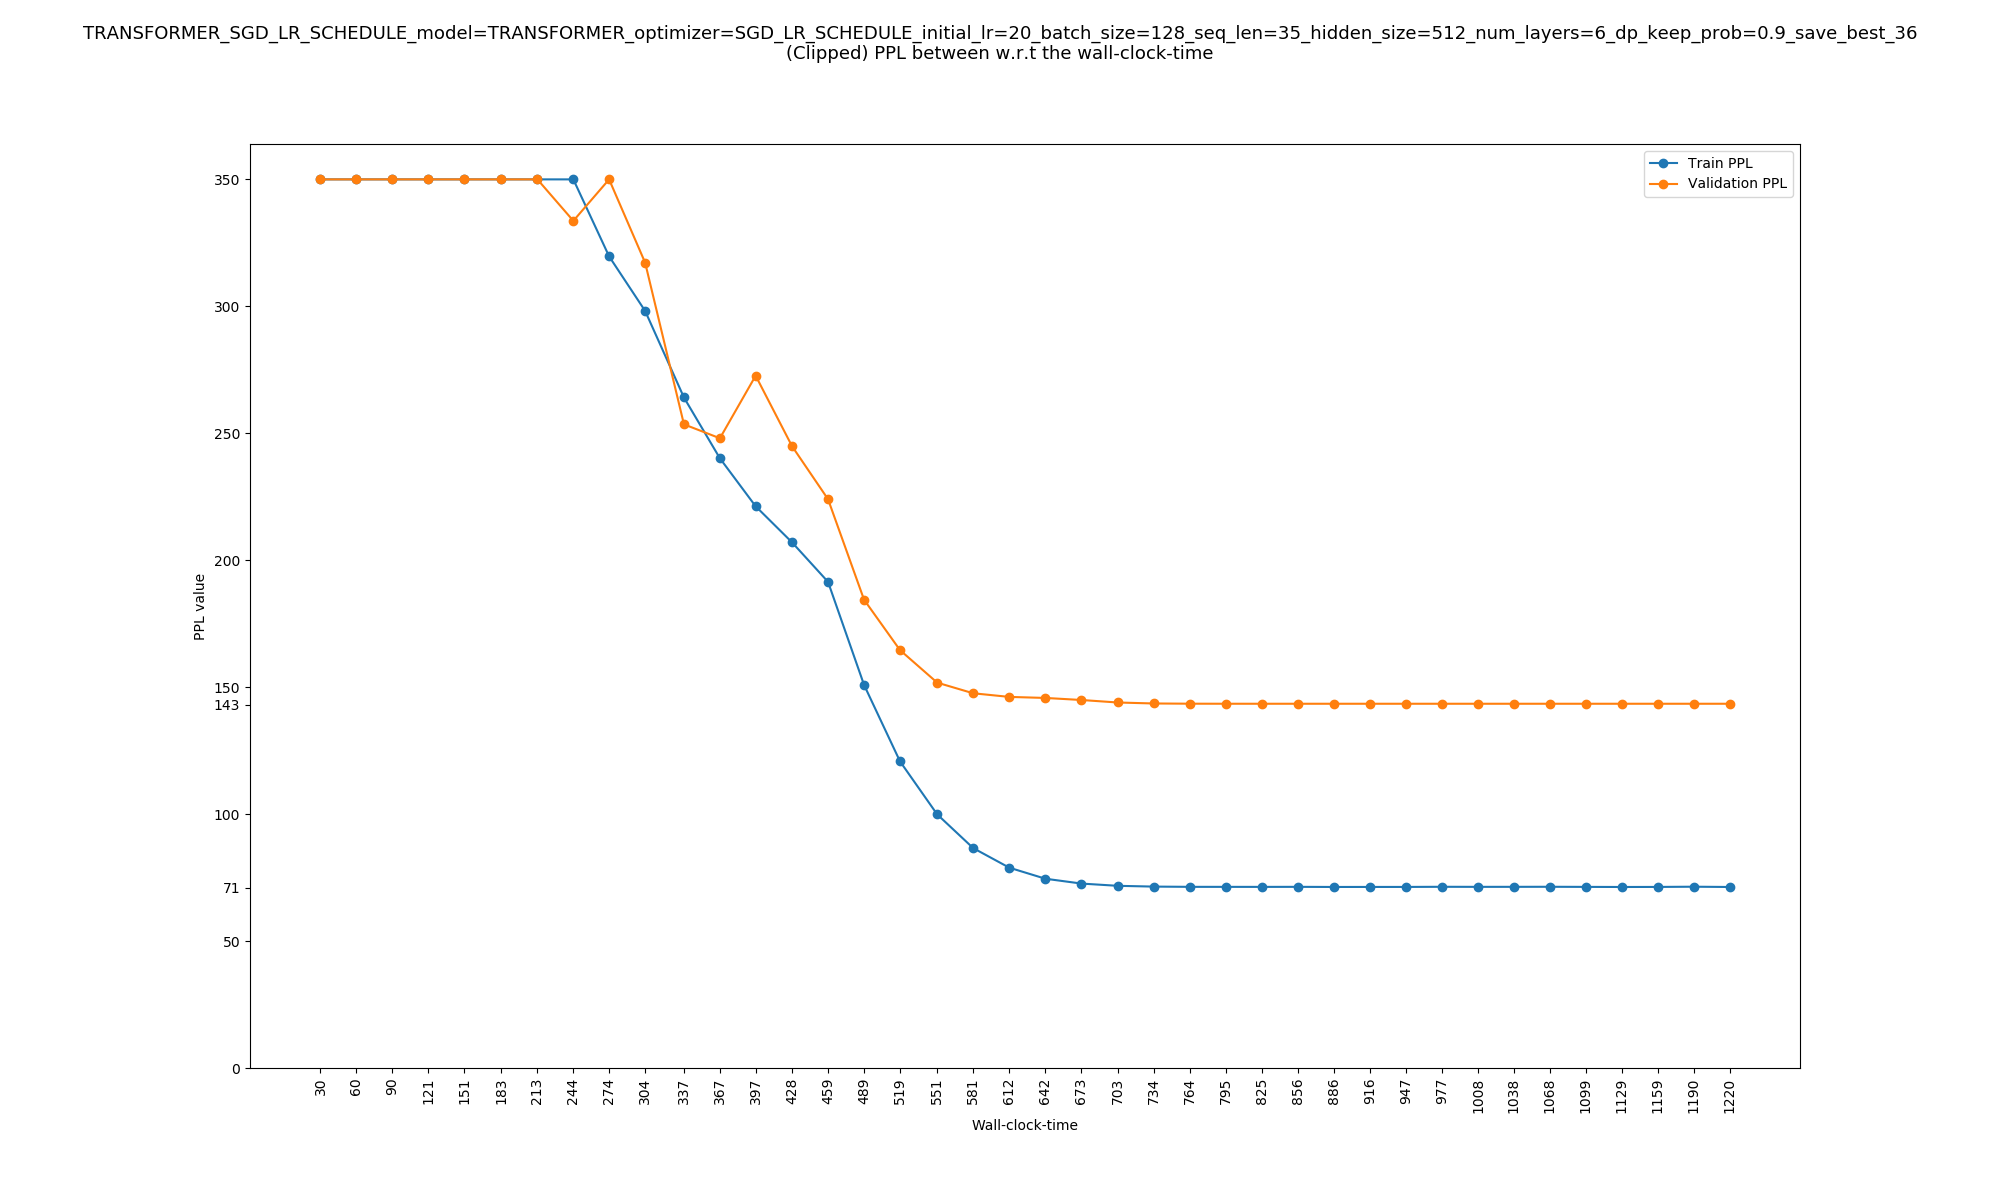 TRANSFORMER_SGD_LR_SCHEDULE_model=TRANSFORMER_optimizer=SGD_LR_SCHEDULE_initial_lr=20_batch_size=128_seq_len=35_hidden_size=512_num_layers=6_dp_keep_prob=0.9_save_best_36
(Clipped) PPL between w.r.t the wall-clock-time
Train PPL
Validation PPL
350
300
250
200
150
143
100
71
50
0
PPL value
30 60 90 121 151 183 213 244 274 304 337 367 397 428 459 489 519 551 581 612 642 673 703 734 764 795 825 856 886 916 947 977 1008 1038 1068 1099 1129 1159 1190 1220
Wall-clock-time